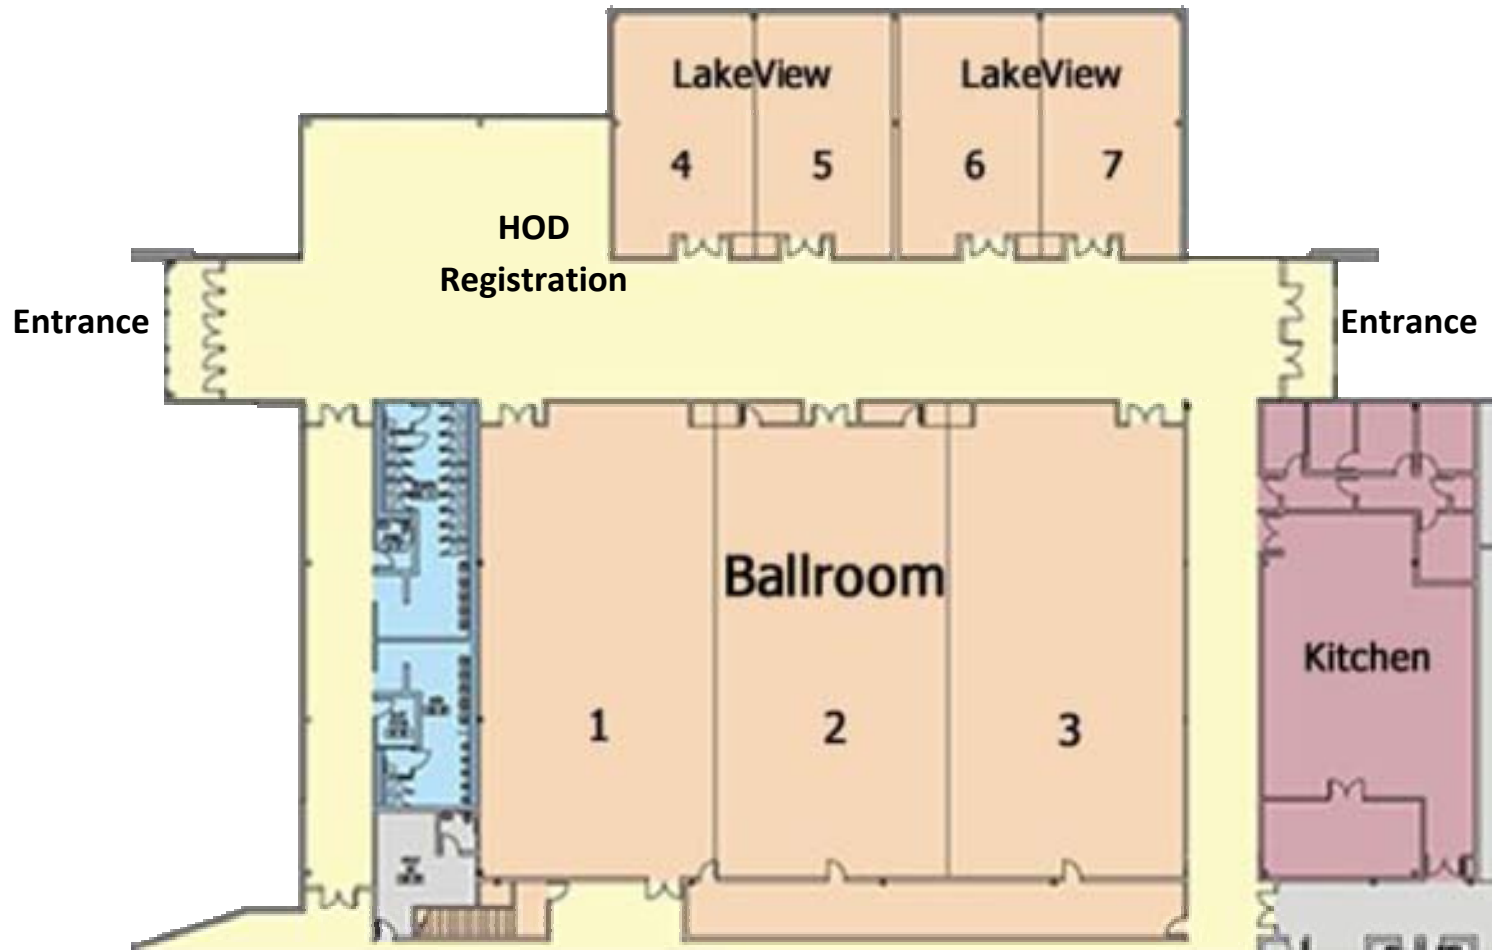 LakeView
LakeView
4
5
6
7
HOD
Registration
Entrance
Entrance
Ballroom
Kitchen
1
2
3